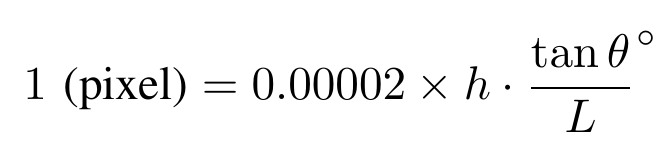 1 (pixel) = 0.00002 × h · tan θ° / L